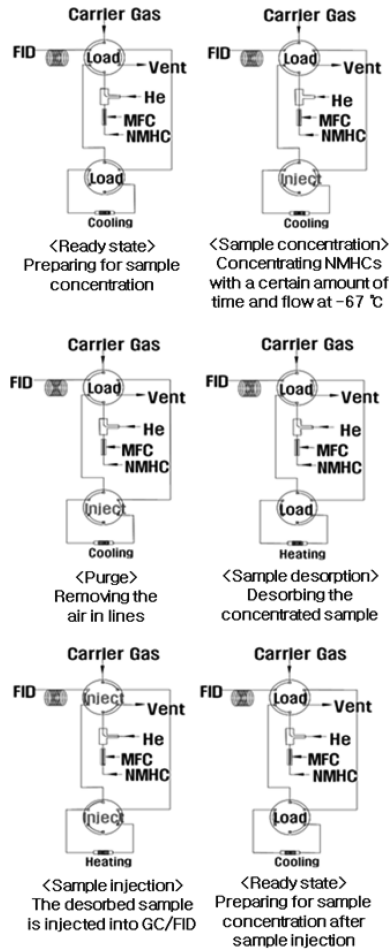 Carrier Gas
FID
Load
Vent
He
MFC
NMHC
Load
Cooling
<Ready state>
Preparing for sample
concentration
Carrier Gas
FID
Load
Vent
He
MFC
NMHC
Inject
Cooling
<Sample concentration>
Concentrating NMHCs
with a certain amount of
time and flow at -67 ℃
Carrier Gas
FID
Load
Vent
He
MFC
NMHC
Inject
Cooling
<Purge>
Removing the
air in lines
Carrier Gas
FID
Load
Vent
He
MFC
NMHC
Load
Heating
<Sample desorption>
Desorbing the
concentrated sample
Carrier Gas
FID
Inject
Vent
He
MFC
NMHC
Inject
Heating
<Sample injection>
The desorbed sample
is injected into GC/FID
Carrier Gas
FID
Load
Vent
He
MFC
NMHC
Load
Cooling
<Ready state>
Preparing for sample
concentration after
sample injection